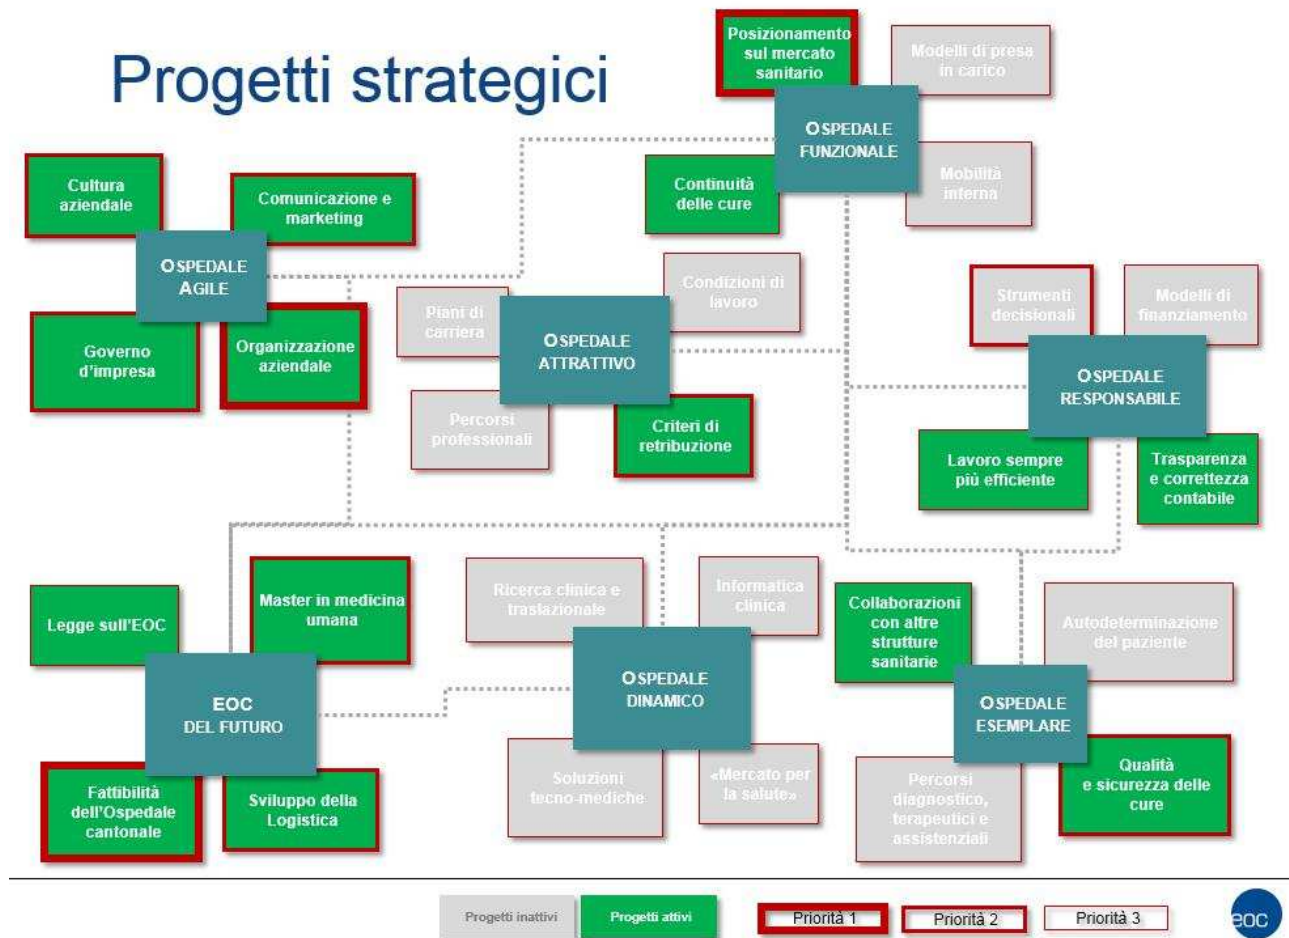 Progetti strategici
Posizionamento
sul mercato
sanitario
Modelli di presa
in carico
OSPEDALE
FUNZIONALE
Continuità
delle cure
Mobilità
interna
Cultura
aziendale
Comunicazione e
marketing
OSPEDALE
AGILE
Governo
d'impresa
Organizzazione
aziendale
Piani di
carriera
Condizioni di
lavoro
OSPEDALE
ATTRATTIVO
Percorsi
professionali
Criteri di
retribuzione
Strumenti
decisionali
Modelli di
finanziamento
OSPEDALE
RESPONSABILE
Lavoro sempre
più efficiente
Trasparenza
e correttezza
contabile
Legge sull'EOC
Master in medicina
umana
EOC
DEL FUTURO
Fattibilità
dell'Ospedale
cantonale
Sviluppo della
Logistica
Ricerca clinica e
traslazionale
Informatica
clinica
OSPEDALE
DINAMICO
Soluzioni
tecno-mediche
«Mercato per
la salute»
Collaborazioni
con altre
strutture
sanitarie
Autodeterminazione
del paziente
OSPEDALE
ESEMPLARE
Percorsi
diagnostico,
terapeutici e
assistenziali
Qualità
e sicurezza delle
cure
Progetti inattivi
Progetti attivi
Priorità 1
Priorità 2
Priorità 3
eoc